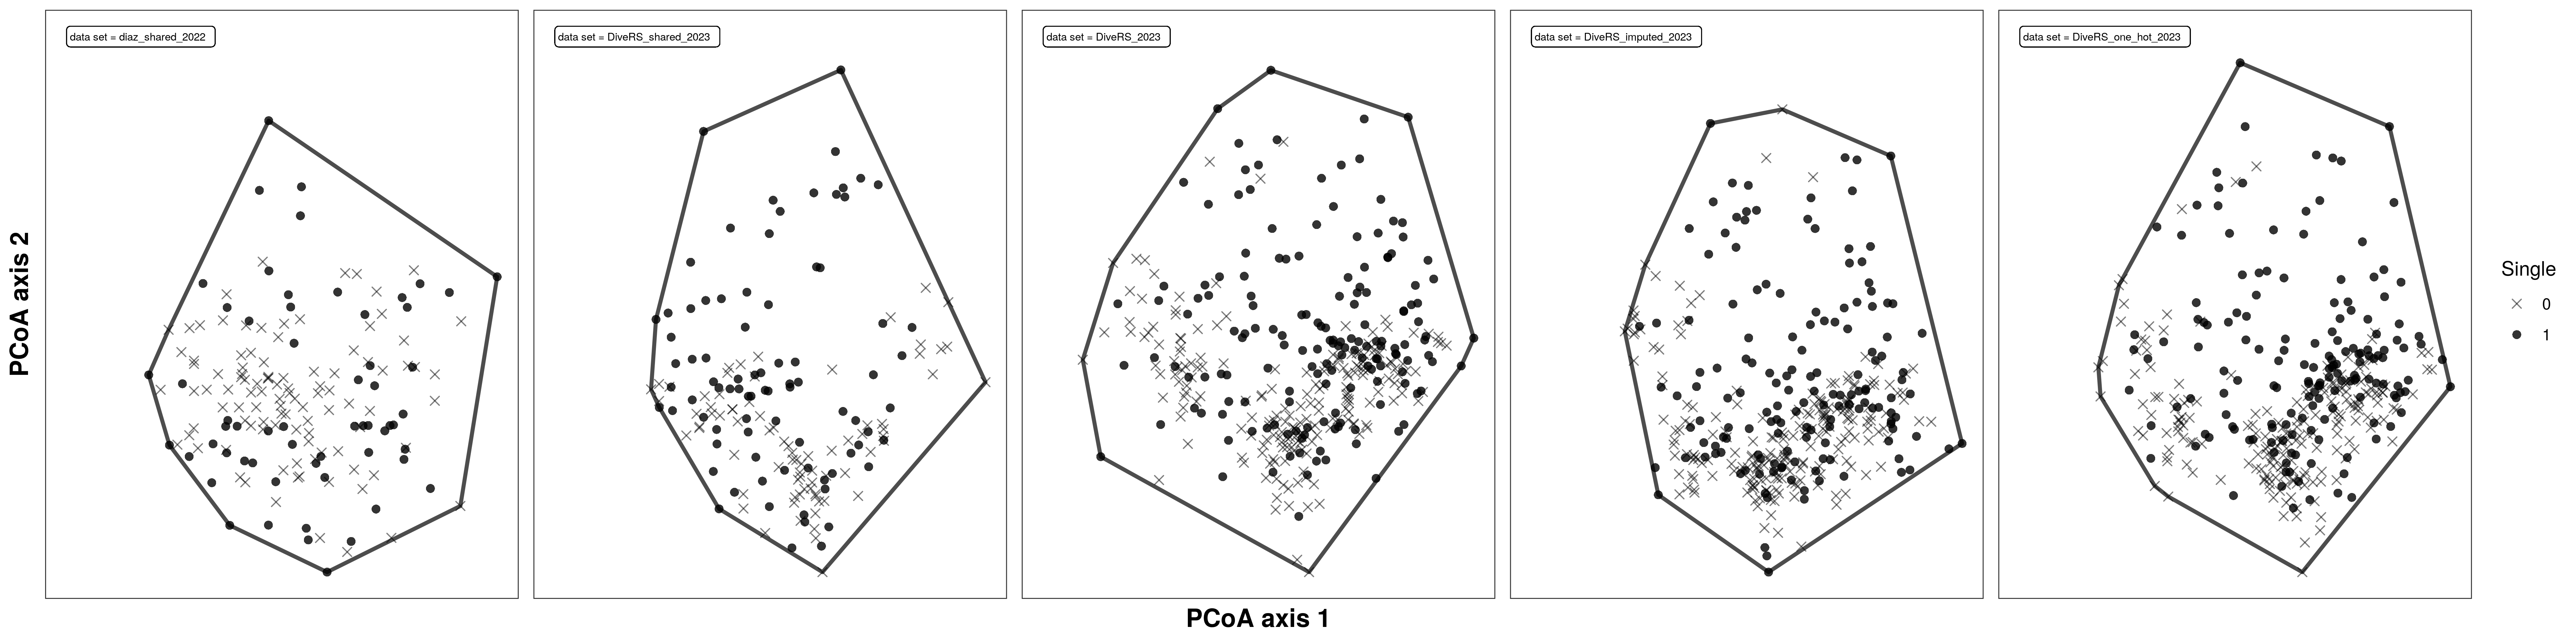 data set = diaz_shared_2022
data set = DiveRS_shared_2023
data set = DiveRS_2023
data set = DiveRS_imputed_2023
data set = DiveRS_one_hot_2023
PCoA axis 2
Single
0
1
PCoA axis 1